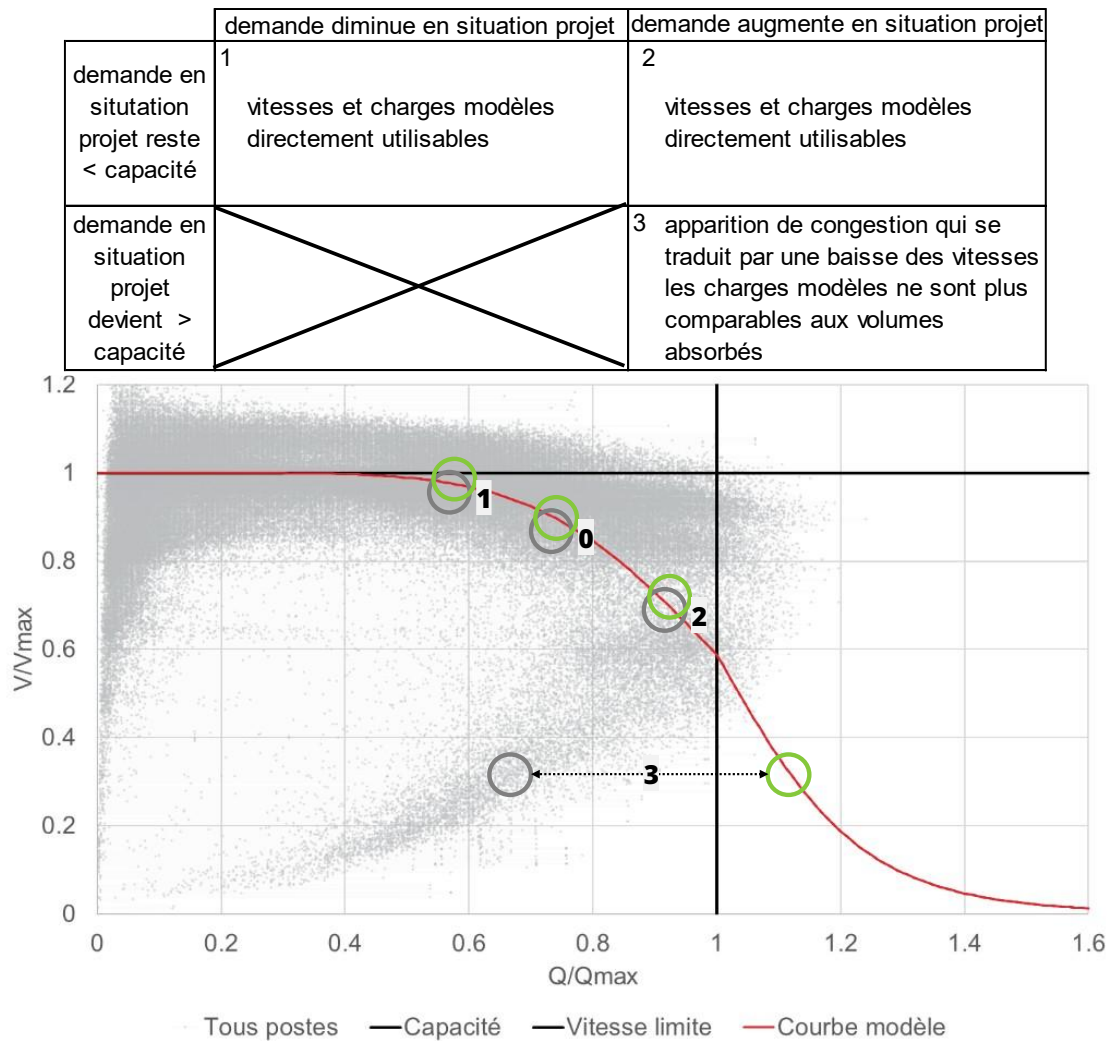 demande diminue en situation projet
demande augmente en situation projet
demande en
situtation
projet reste
< capacité
1
vitesses et charges modèles
directement utilisables
2
vitesses et charges modèles
directement utilisables
demande en
situation
projet
devient >
capacité
3 apparition de congestion qui se
traduit par une baisse des vitesses
les charges modèles ne sont plus
comparables aux volumes
absorbés
1.2
1
0.8
0.6
0.4
0.2
0
V/Vmax
1
0
2
3
0
0.2
0.4
0.6
0.8
1
1.2
1.4
1.6
Q/Qmax
Tous postes
Capacité
Vitesse limite
Courbe modèle